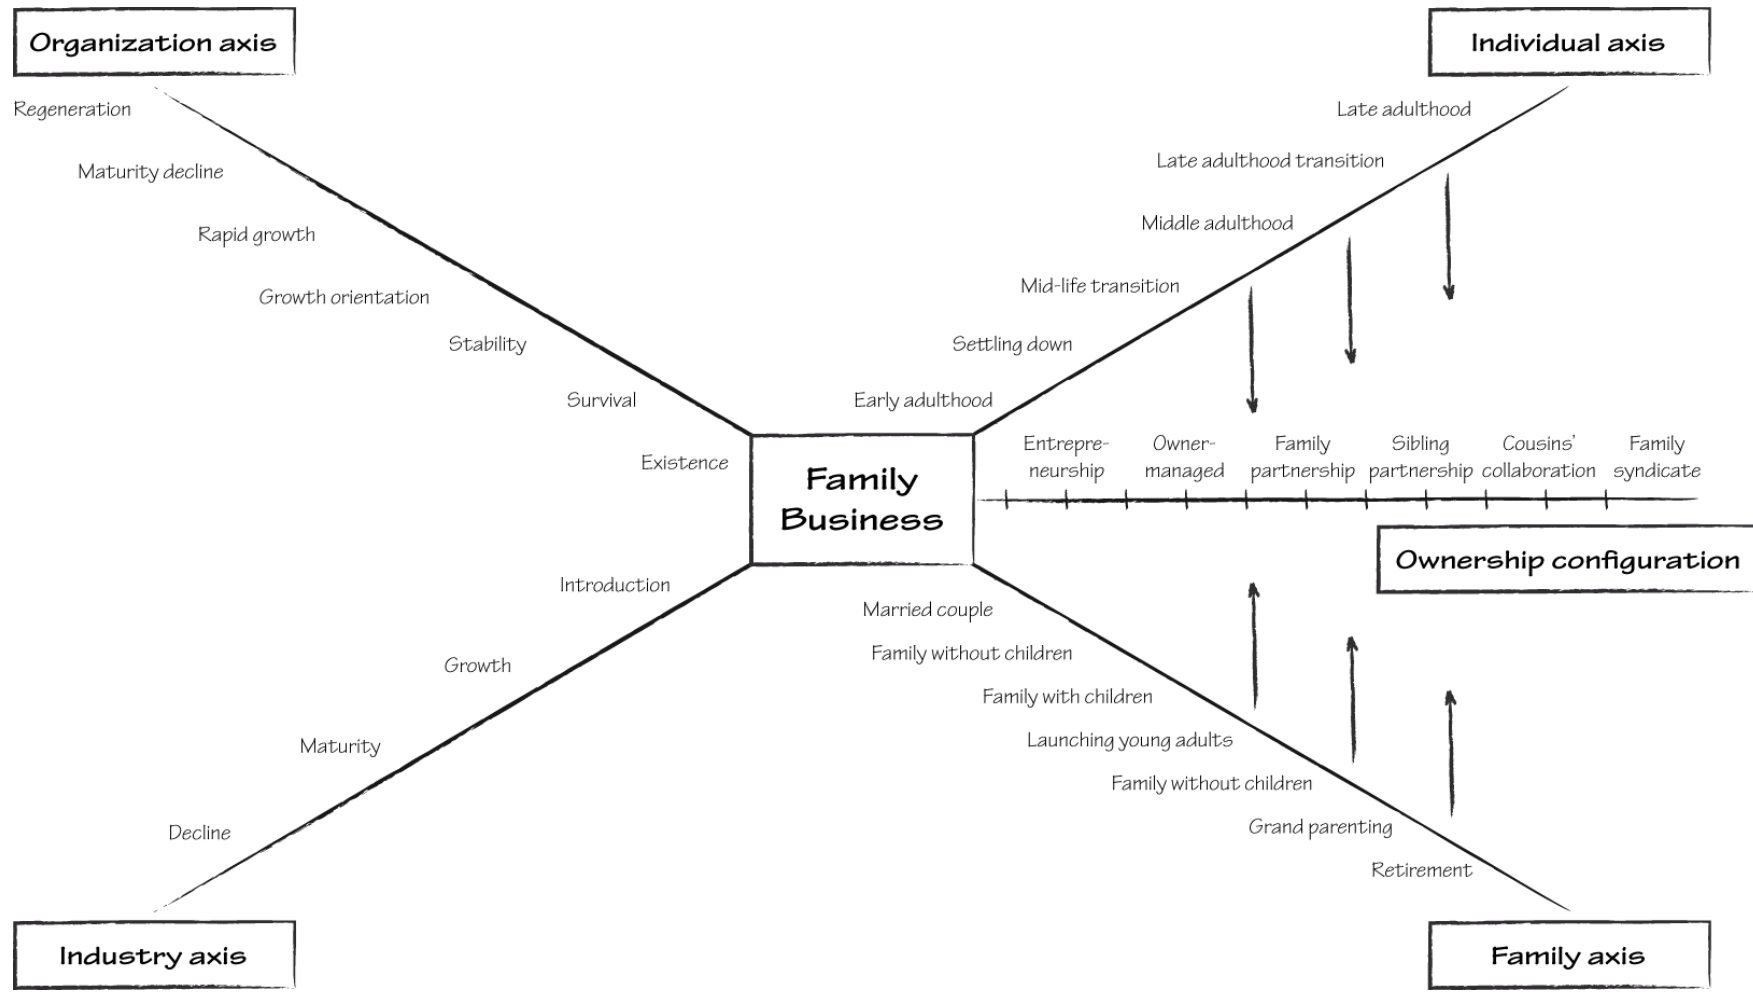 Organization axis
Individual axis
Regeneration
Maturity decline
Rapid growth
Growth orientation
Stability
Survival
Existence
Late adulthood
Late adulthood transition
Middle adulthood
Mid-life transition
Settling down
Early adulthood
Family
Business
Entrepre-
neurship
Owner-
managed
Family
partnership
Sibling
partnership
Cousins'
collaboration
Family
syndicate
Ownership configuration
Introduction
Growth
Maturity
Decline
Married couple
Family without children
Family with children
Launching young adults
Family without children
Grand parenting
Retirement
Industry axis
Family axis